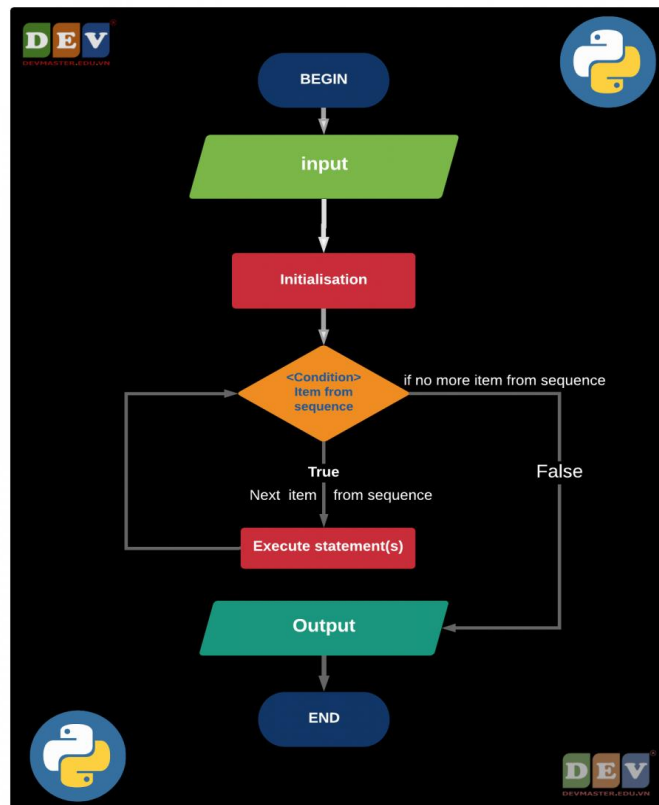 DEV
DEVMASTER.EDU.VN
BEGIN
input
Initialisation
<Condition>
Item from
sequence
if no more item from sequence
True
False
Next item from sequence
Execute statement(s)
Output
END
DEV
DEVMASTER.EDU.VN